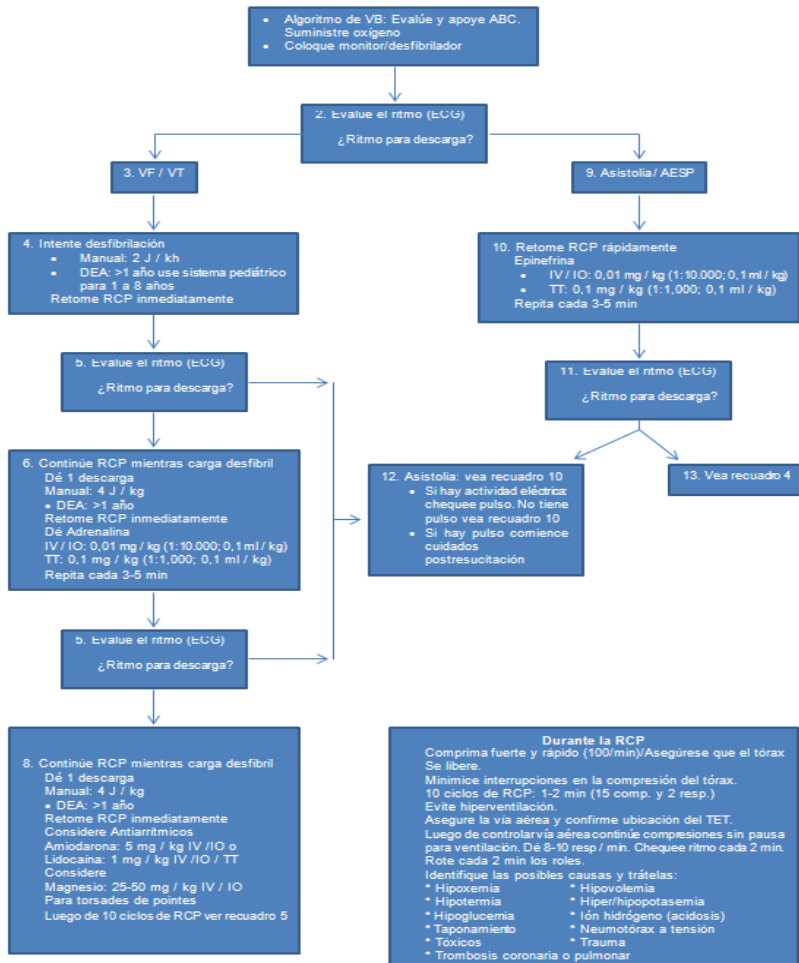 • Algoritmo de VB: Evalúe y apoye ABC.
Suministre oxígeno
• Coloque monitor/desfibrilador
2. Evalue el ritmo (ECG)
¿Ritmo para descarga?
3. VF / VT
9. Asistolia / AESP
4. Intente desfibrilación
• Manual: 2 J / kh
• DEA: >1 año use sistema pediátrico
para 1 a 8 años
Retome RCP inmediatamente
10. Retome RCP rápidamente
Epinefrina
• IV / IO: 0,01 mg / kg (1:10.000; 0,1 ml / kg)
• TT: 0,1 mg / kg (1:1,000; 0,1 ml / kg)
Repita cada 3-5 min
5. Evalue el ritmo (ECG)
¿Ritmo para descarga?
11. Evalue el ritmo (ECG)
¿Ritmo para descarga?
6. Continúe RCP mientras carga desfibril
Dé 1 descarga
Manual: 4 J / kg
• DEA: >1 año
Retome RCP inmediatamente
Dé Adrenalina
IV / IO: 0,01 mg / kg (1:10.000; 0,1 ml / kg)
TT: 0,1 mg / kg (1:1,000; 0,1 ml / kg)
Repita cada 3-5 min
12. Asistolia: vea recuadro 10
• Si hay actividad eléctrica:
chequee pulso. No tiene
pulso vea recuadro 10
• Si hay pulso comience
cuidados
postresucitación
13. Vea recuadro 4
5. Evalue el ritmo (ECG)
¿Ritmo para descarga?
8. Continúe RCP mientras carga desfibril
Dé 1 descarga
Manual: 4 J / kg
• DEA: >1 año
Retome RCP inmediatamente
Considere Antiarrítmicos
Amiodarona: 5 mg / kg IV / IO o
Lidocaína: 1 mg / kg IV / IO / TT
Considere
Magnesio: 25-50 mg / kg IV / IO
Para torsades de pointes
Luego de 10 ciclos de RCP ver recuadro 5
Durante la RCP
Comprima fuerte y rápido (100/min)/Asegúrese que el tórax
Se libere.
Minimice interrupciones en la compresión del tórax.
10 ciclos de RCP: 1-2 min (15 comp. y 2 resp.)
Evite hiperventilación.
Asegure la vía aérea y confirme ubicación del TET.
Luego de controlar vía aérea continúe compresiones sin pausa
para ventilación. Dé 8-10 resp / min. Chequee ritmo cada 2 min.
Rote cada 2 min los roles.
Identifique las posibles causas y trátelas:
* Hipoxemia * Hipovolemia
* Hipotermia * Hiper/hipopotasemia
* Hipoglucemia * Ión hidrógeno (acidosis)
* Taponamiento * Neumotórax a tensión
* Tóxicos * Trauma
* Trombosis coronaria o pulmonar